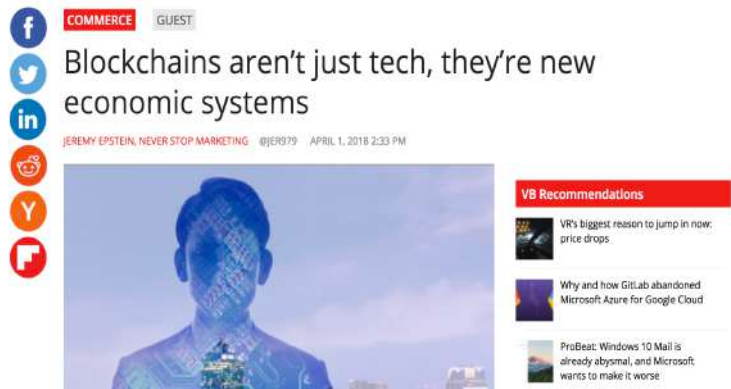 COMMERCE GUEST
Blockchains aren't just tech, they're new
economic systems
JEREMY EPSTEIN, NEVER STOP MARKETING @JER979 APRIL 1, 2018 2:33 PM
f
in
Y
VB Recommendations
VR's biggest reason to jump in now:
price drops
Why and how GitLab abandoned
Microsoft Azure for Google Cloud
ProBeat: Windows 10 Mail is
already abysmal, and Microsoft
wants to make it worse